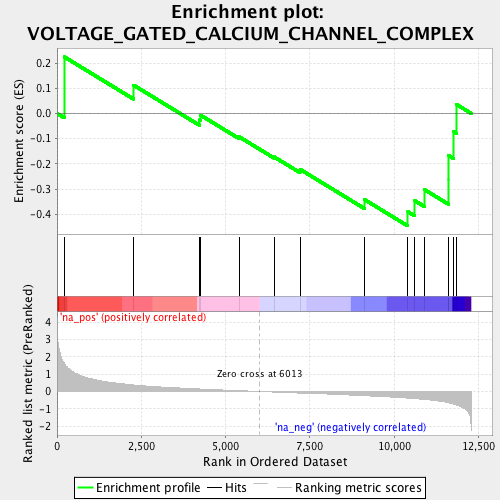 Enrichment plot:
VOLTAGE_GATED_CALCIUM_CHANNEL_COMPLEX
Enrichment score (ES)
0.2
0.1
0.0
-0.1
-0.2
-0.3
-0.4
'na_pos' (positively correlated)
Ranked list metric (PreRanked)
4
3
2
1
0
-1
-2
Zero cross at 6013
'na_neg' (negatively correlated)
0
2,500
5,000
7,500
10,000
12,500
Rank in Ordered Dataset
Enrichment profile
Hits
Ranking metric scores